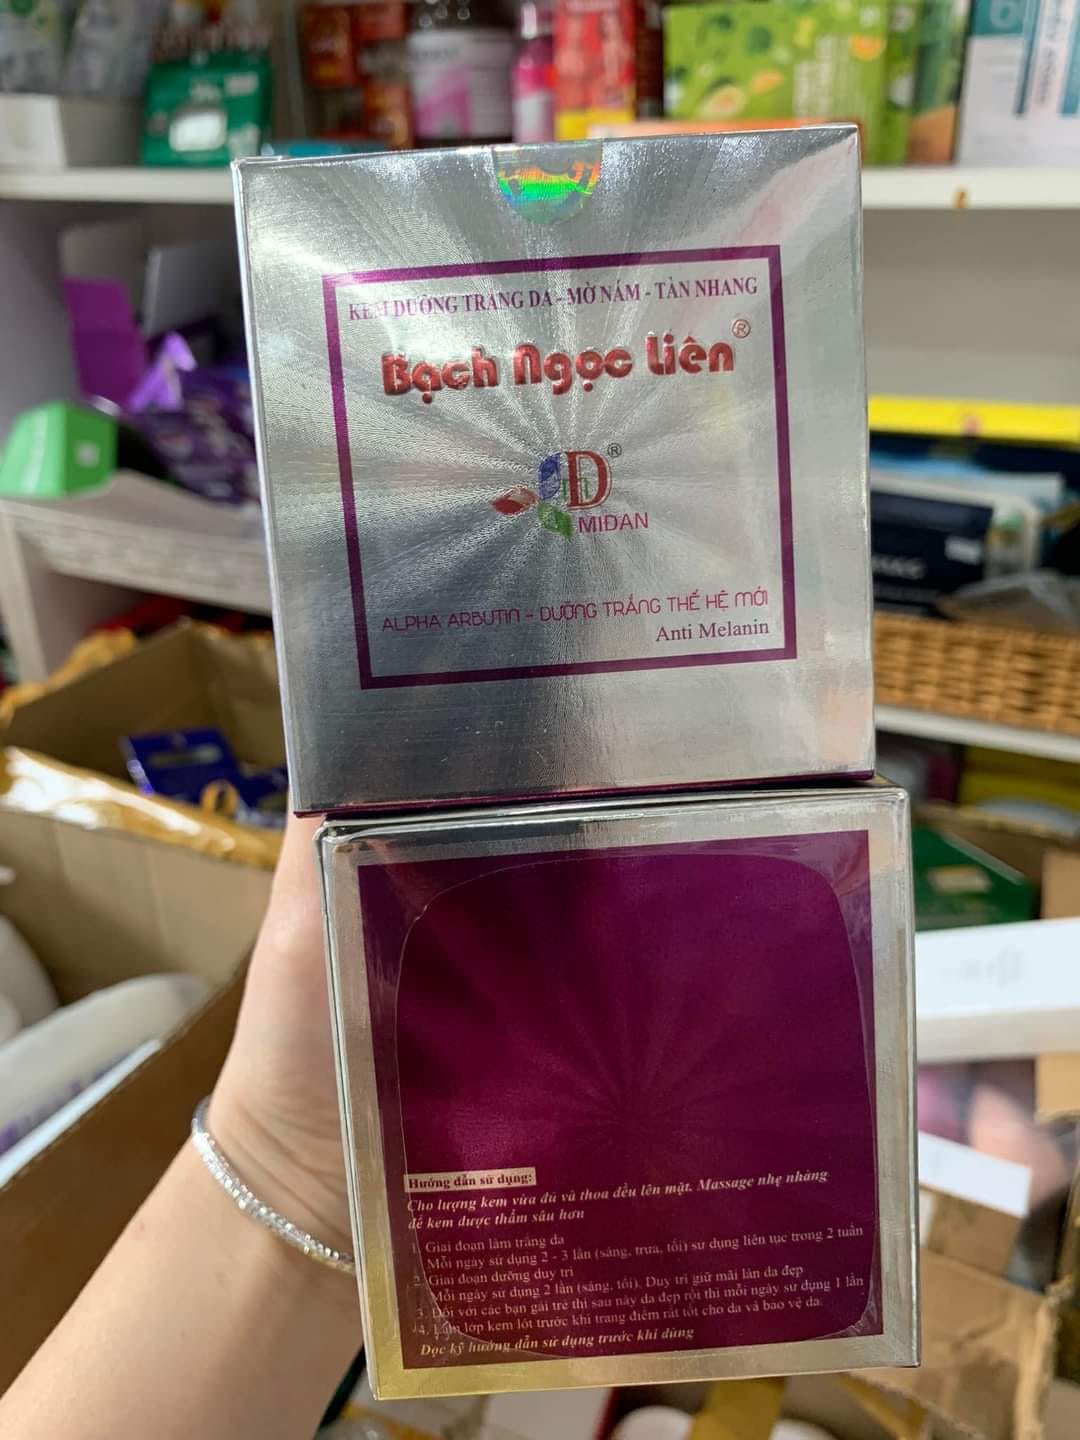 KEM DƯỠNG TRẮNG DA - MỜ NÁM - TÀN NHANG
Bạch Ngọc Liên®
mD®
MIĐAN
ALPHA ARBUTIN - DƯỠNG TRẮNG THẾ HỆ MỚI
Anti Melanin
Hướng dẫn sử dụng:
Cho lượng kem vừa đủ và thoa đều lên mặt. Massage nhẹ nhàng
để kem được thấm sâu hơn
1. Giai đoạn làm trắng da
Mỗi ngày sử dụng 2 - 3 lần (sáng, trưa, tối) sử dụng liên tục trong 2 tuần
2. Giai đoạn dưỡng duy trì
Mỗi ngày sử dụng 2 lần (sáng, tối). Duy trì giữ mãi làn da đẹp
3. Đối với các bạn gái trẻ thì sau này da đẹp rồi thì mỗi ngày sử dụng 1 lần
4. Làm lớp kem lót trước khi trang điểm rất tốt cho da và bảo vệ da.
Đọc kỹ hướng dẫn sử dụng trước khi dùng